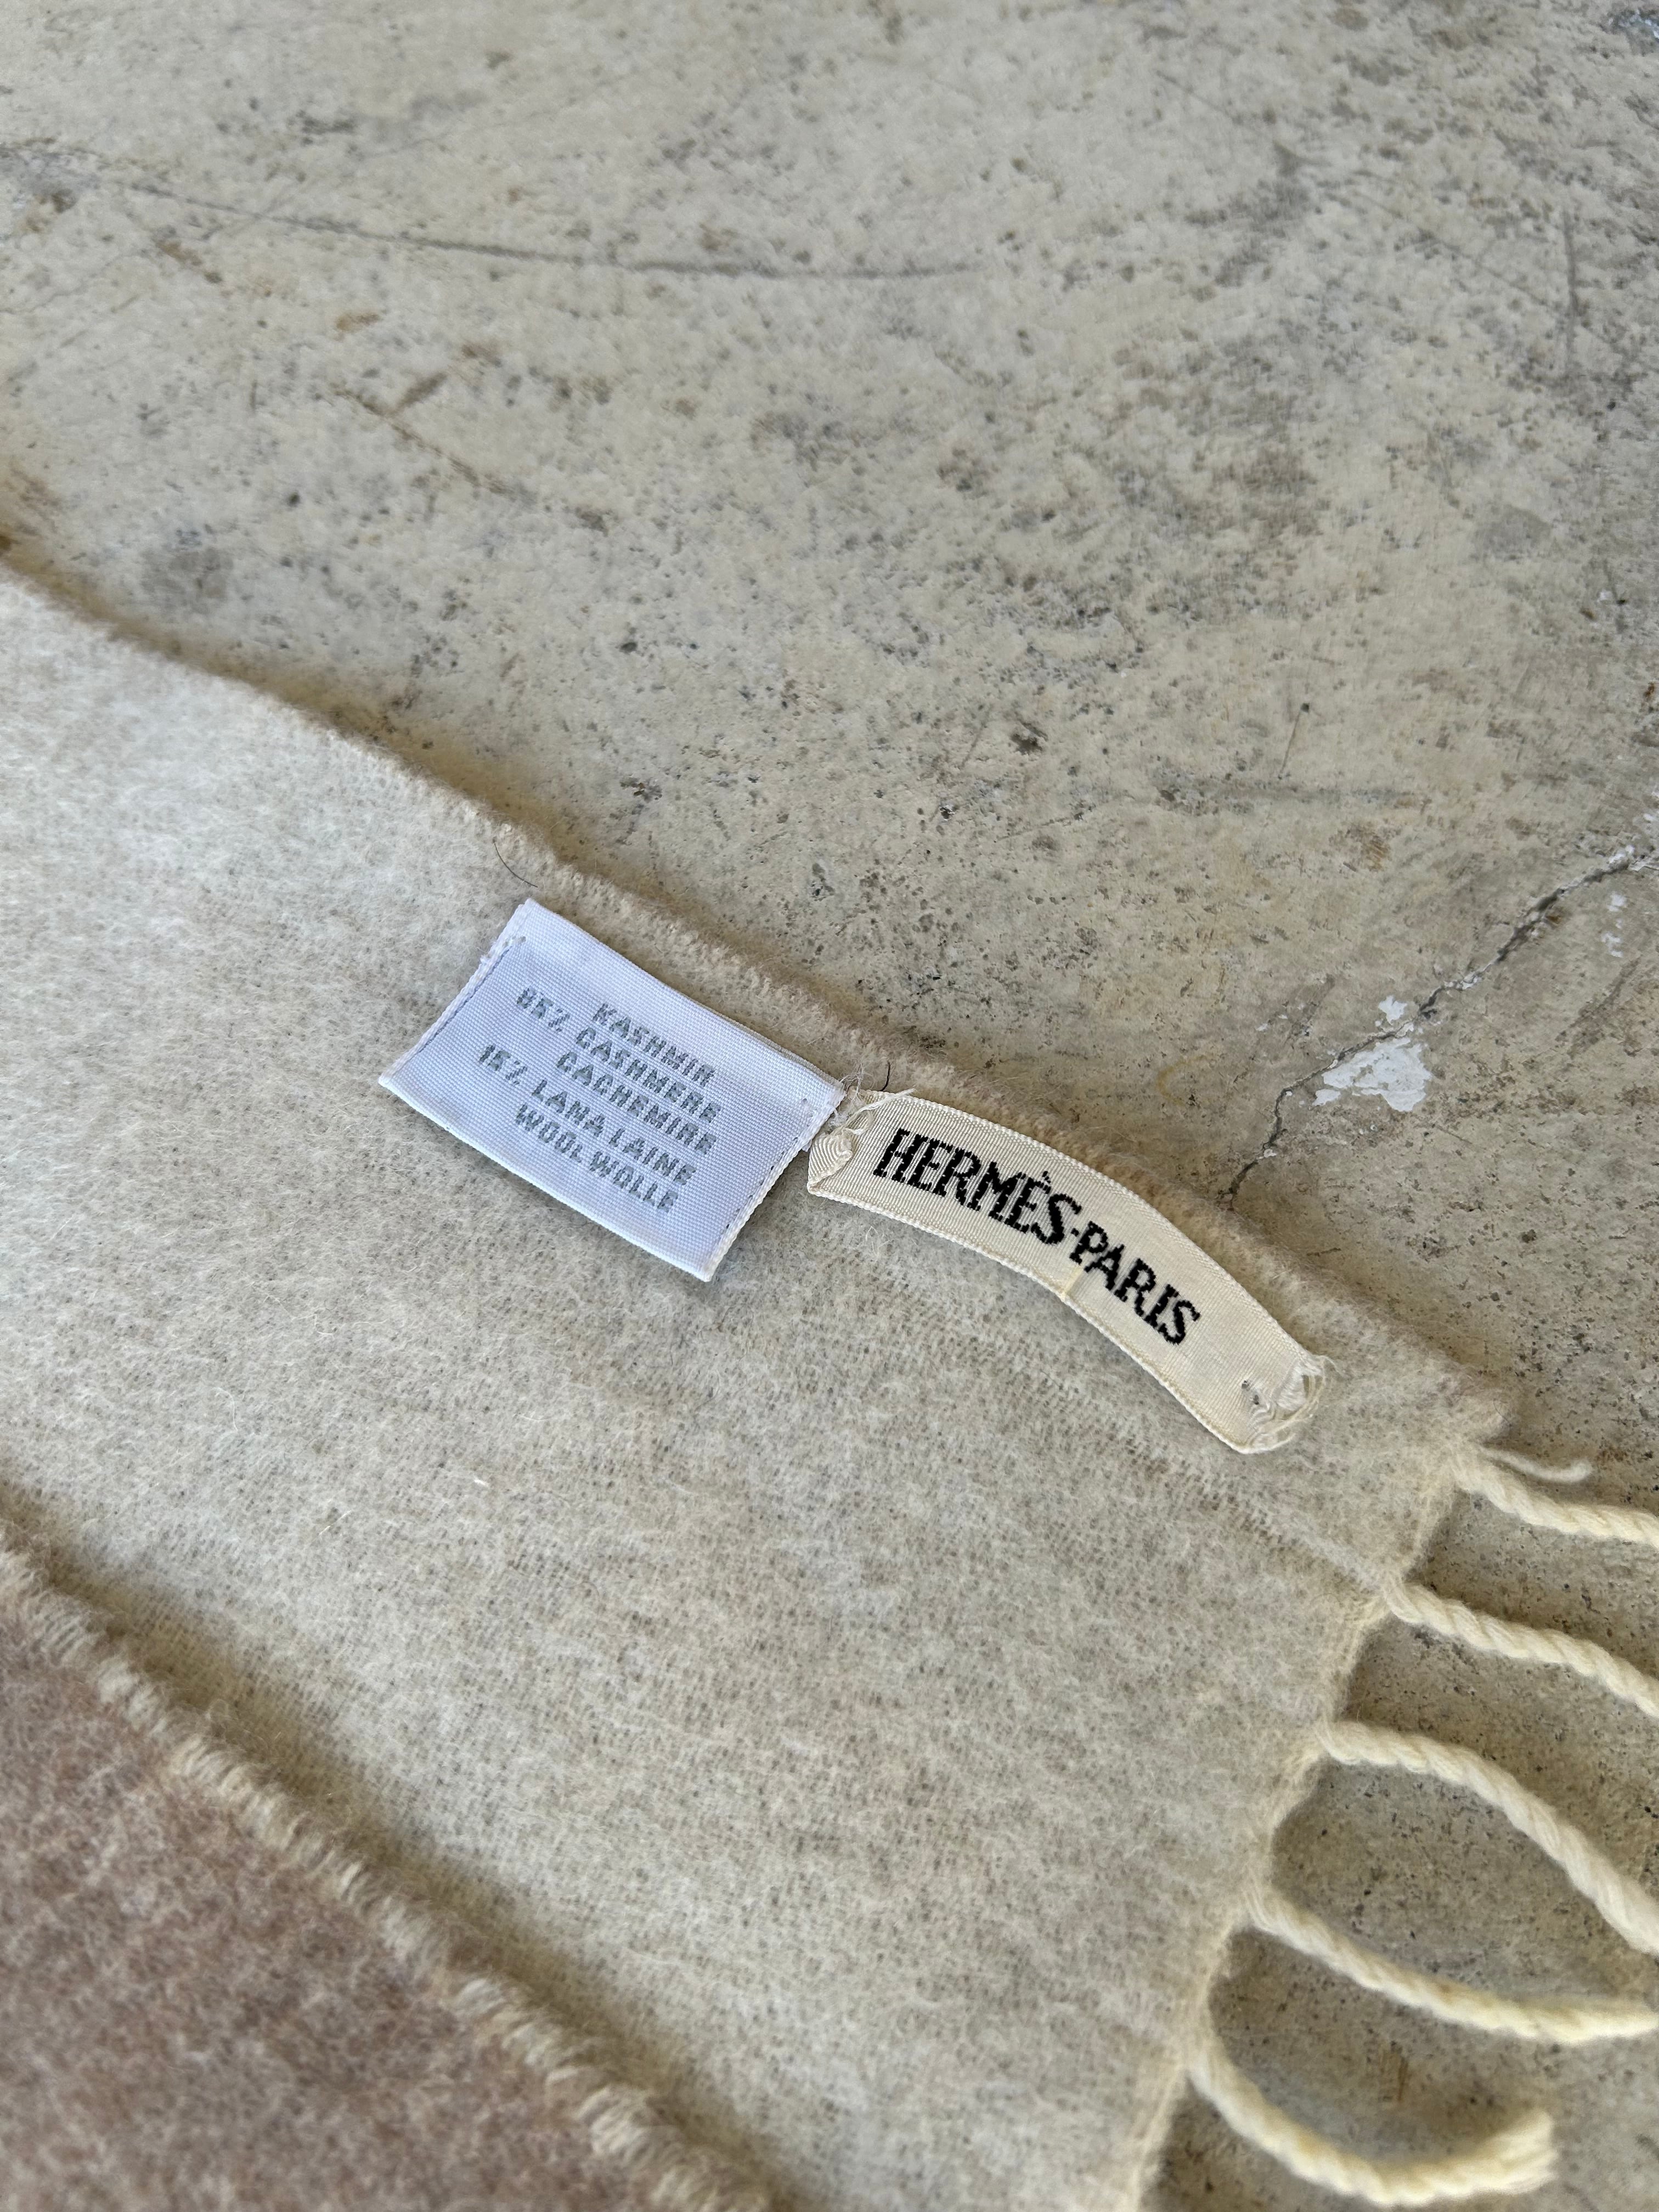 KASHMIR
85% CASHMERE
CACHEMIRE
15% LANA LAINE
WOOL WOLLE
HERMÈS-PARIS